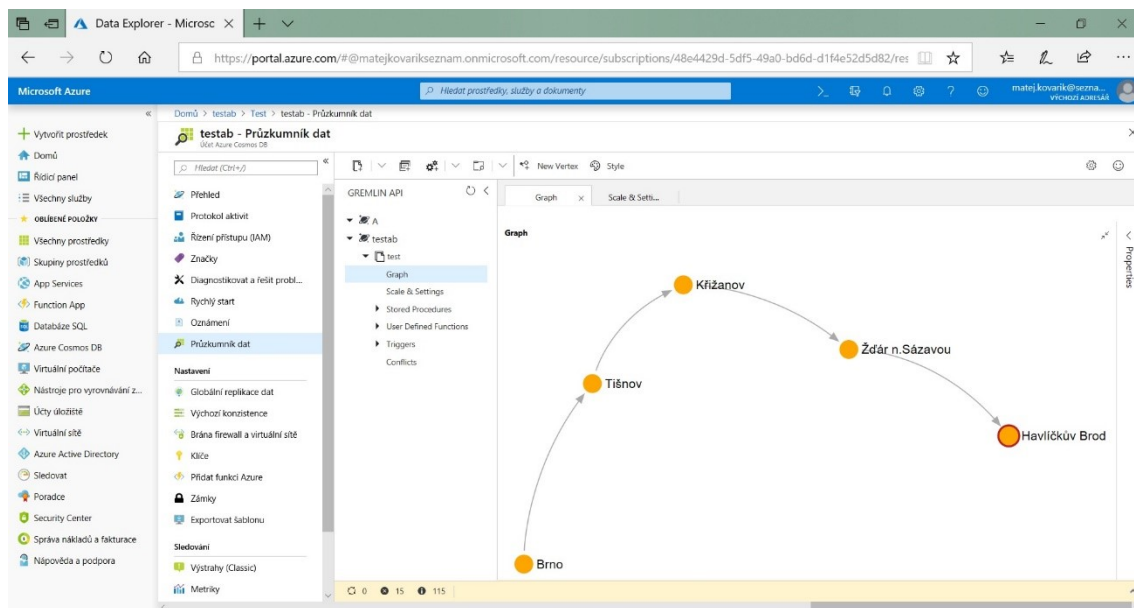 Data Explorer - Microsc
https://portal.azure.com/#@matejkovarikseznam.onmicrosoft.com/resource/subscriptions/48e4429d-5df5-49a0-bd6d-d1f4e52d5d82/res
Microsoft Azure
Hledat prostředky, služby a dokumenty
matej.kovarik@sezna...
VÝCHOZÍ ADRESÁŘ
Domů > testab > Test > testab - Průzkumník dat
testab - Průzkumník dat
Účet Azure Cosmos DB
Vytvořit prostředek
Domů
Řídicí panel
Všechny služby
OBLÍBENÉ POLOŽKY
Všechny prostředky
Skupiny prostředků
App Services
Function App
Databáze SQL
Azure Cosmos DB
Virtuální počítače
Nástroje pro vyrovnávání z...
Účty úložiště
Virtuální sítě
Azure Active Directory
Sledovat
Poradce
Security Center
Správa nákladů a fakturace
Nápověda a podpora
Hledat (Ctrl+/)
Přehled
Protokol aktivit
Řízení přístupu (IAM)
Značky
Diagnostikovat a řešit probl...
Rychlý start
Oznámení
Průzkumník dat
Nastavení
Globální replikace dat
Výchozí konzistence
Brána firewall a virtuální sítě
Klíče
Přidat funkci Azure
Zámky
Exportovat šablonu
Sledování
Výstrahy (Classic)
Metriky
New Vertex
Style
GREMLIN API
A
testab
test
Graph
Scale & Settings
Stored Procedures
User Defined Functions
Triggers
Conflicts
Graph
Scale & Setti...
Graph
Properties
Křižanov
Žďár n.Sázavou
Tišnov
Havlíčkův Brod
Brno
0 15 115